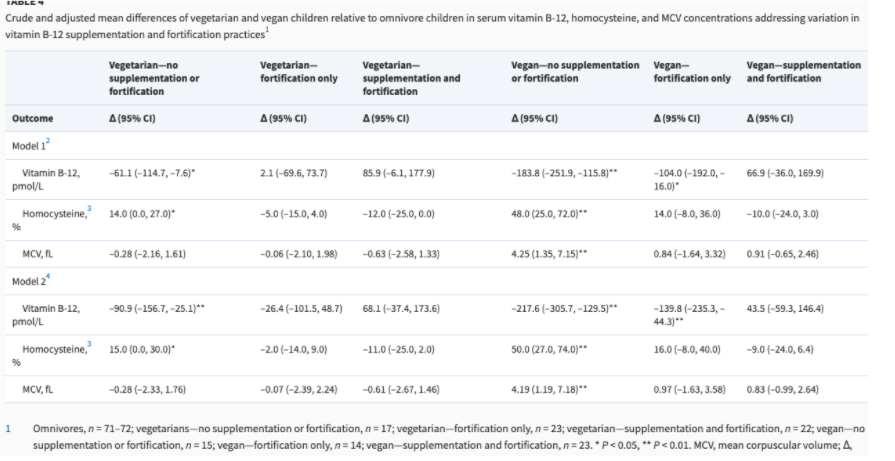 TABLE 4
Crude and adjusted mean differences of vegetarian and vegan children relative to omnivore children in serum vitamin B-12, homocysteine, and MCV concentrations addressing variation in
vitamin B-12 supplementation and fortification practices1
Vegetarian—no supplementation or fortification Vegetarian—fortification only Vegetarian—supplementation and fortification Vegan—no supplementation or fortification Vegan—fortification only Vegan—supplementation and fortification
Outcome Δ (95% CI) Δ (95% CI) Δ (95% CI) Δ (95% CI) Δ (95% CI) Δ (95% CI)
Model 12
Vitamin B-12, pmol/L −61.1 (−114.7, −7.6)* 2.1 (−69.6, 73.7) 85.9 (−6.1, 177.9) −183.8 (−251.9, −115.8)** −104.0 (−192.0, −16.0)* 66.9 (−36.0, 169.9)
Homocysteine,3 % 14.0 (0.0, 27.0)* −5.0 (−15.0, 4.0) −12.0 (−25.0, 0.0) 48.0 (25.0, 72.0)** 14.0 (−8.0, 36.0) −10.0 (−24.0, 3.0)
MCV, fL −0.28 (−2.16, 1.61) −0.06 (−2.10, 1.98) −0.63 (−2.58, 1.33) 4.25 (1.35, 7.15)** 0.84 (−1.64, 3.32) 0.91 (−0.65, 2.46)
Model 24
Vitamin B-12, pmol/L −90.9 (−156.7, −25.1)** −26.4 (−101.5, 48.7) 68.1 (−37.4, 173.6) −217.6 (−305.7, −129.5)** −139.8 (−235.3, −44.3)** 43.5 (−59.3, 146.4)
Homocysteine,3 % 15.0 (0.0, 30.0)* −2.0 (−14.0, 9.0) −11.0 (−25.0, 2.0) 50.0 (27.0, 74.0)** 16.0 (−8.0, 40.0) −9.0 (−24.0, 6.4)
MCV, fL −0.28 (−2.33, 1.76) −0.07 (−2.39, 2.24) −0.61 (−2.67, 1.46) 4.19 (1.19, 7.18)** 0.97 (−1.63, 3.58) 0.83 (−0.99, 2.64)
1 Omnivores, n = 71–72; vegetarians—no supplementation or fortification, n = 17; vegetarian—fortification only, n = 23; vegetarian—supplementation and fortification, n = 22; vegan—no
supplementation or fortification, n = 15; vegan—fortification only, n = 14; vegan—supplementation and fortification, n = 23. * P < 0.05, ** P < 0.01. MCV, mean corpuscular volume; Δ,